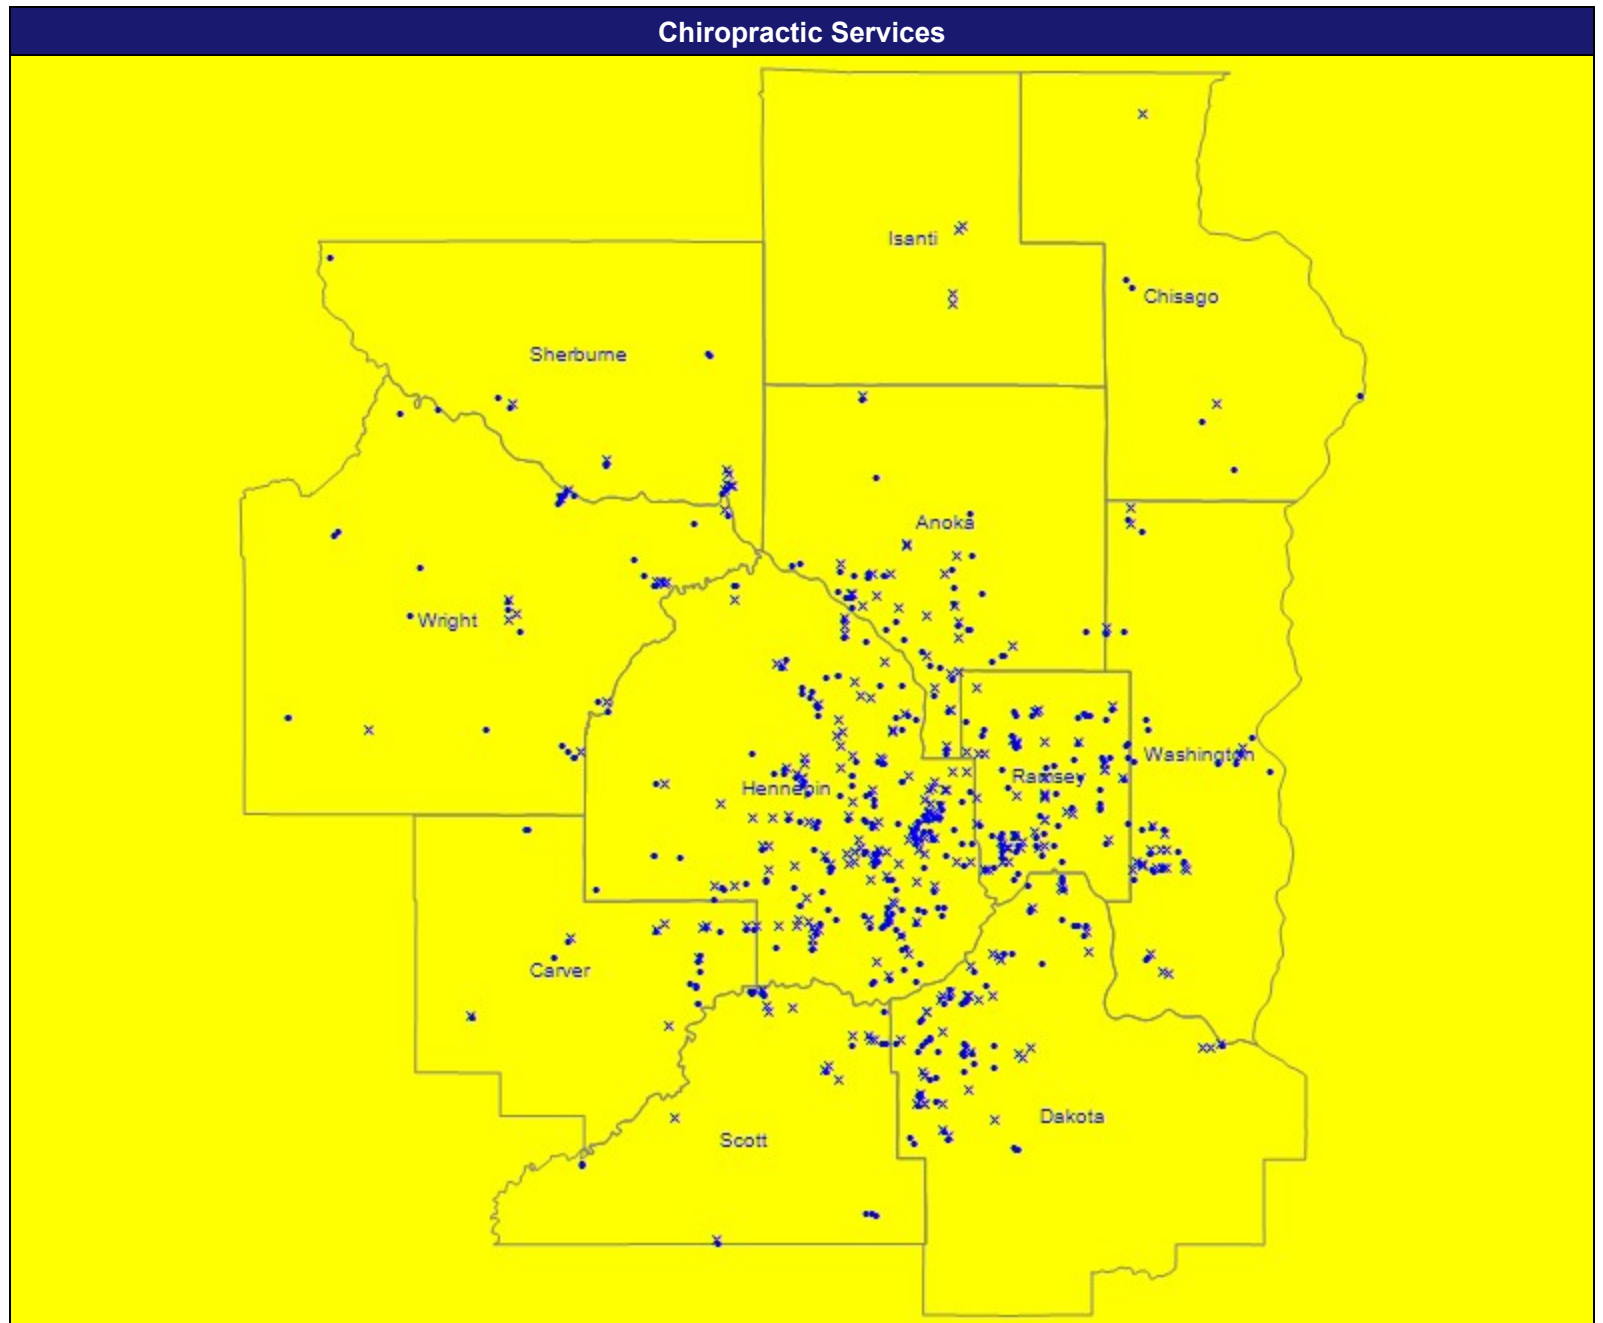 Chiropractic Services
Isanti
Chisago
Sherburne
Anoka
Wright
Washington
Ramsey
Hennepin
Carver
Dakota
Scott